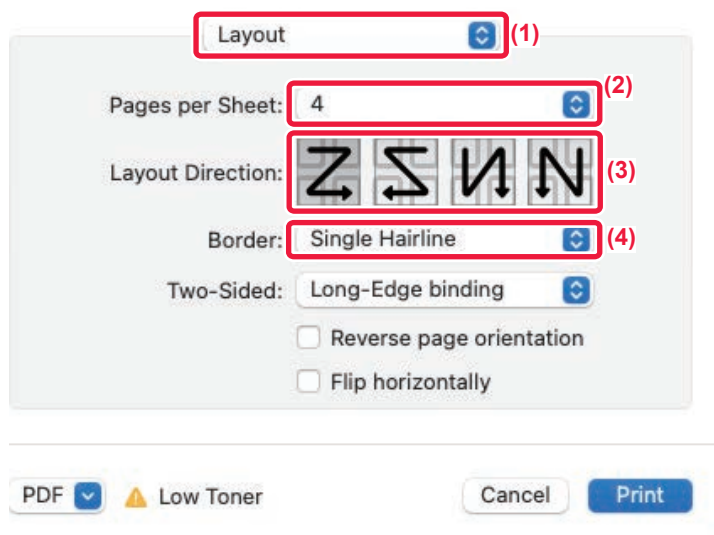 Layout (1)
Pages per Sheet: 4 (2)
Layout Direction: (3)
Border: Single Hairline (4)
Two-Sided: Long-Edge binding
Reverse page orientation
Flip horizontally
PDF Low Toner Cancel Print